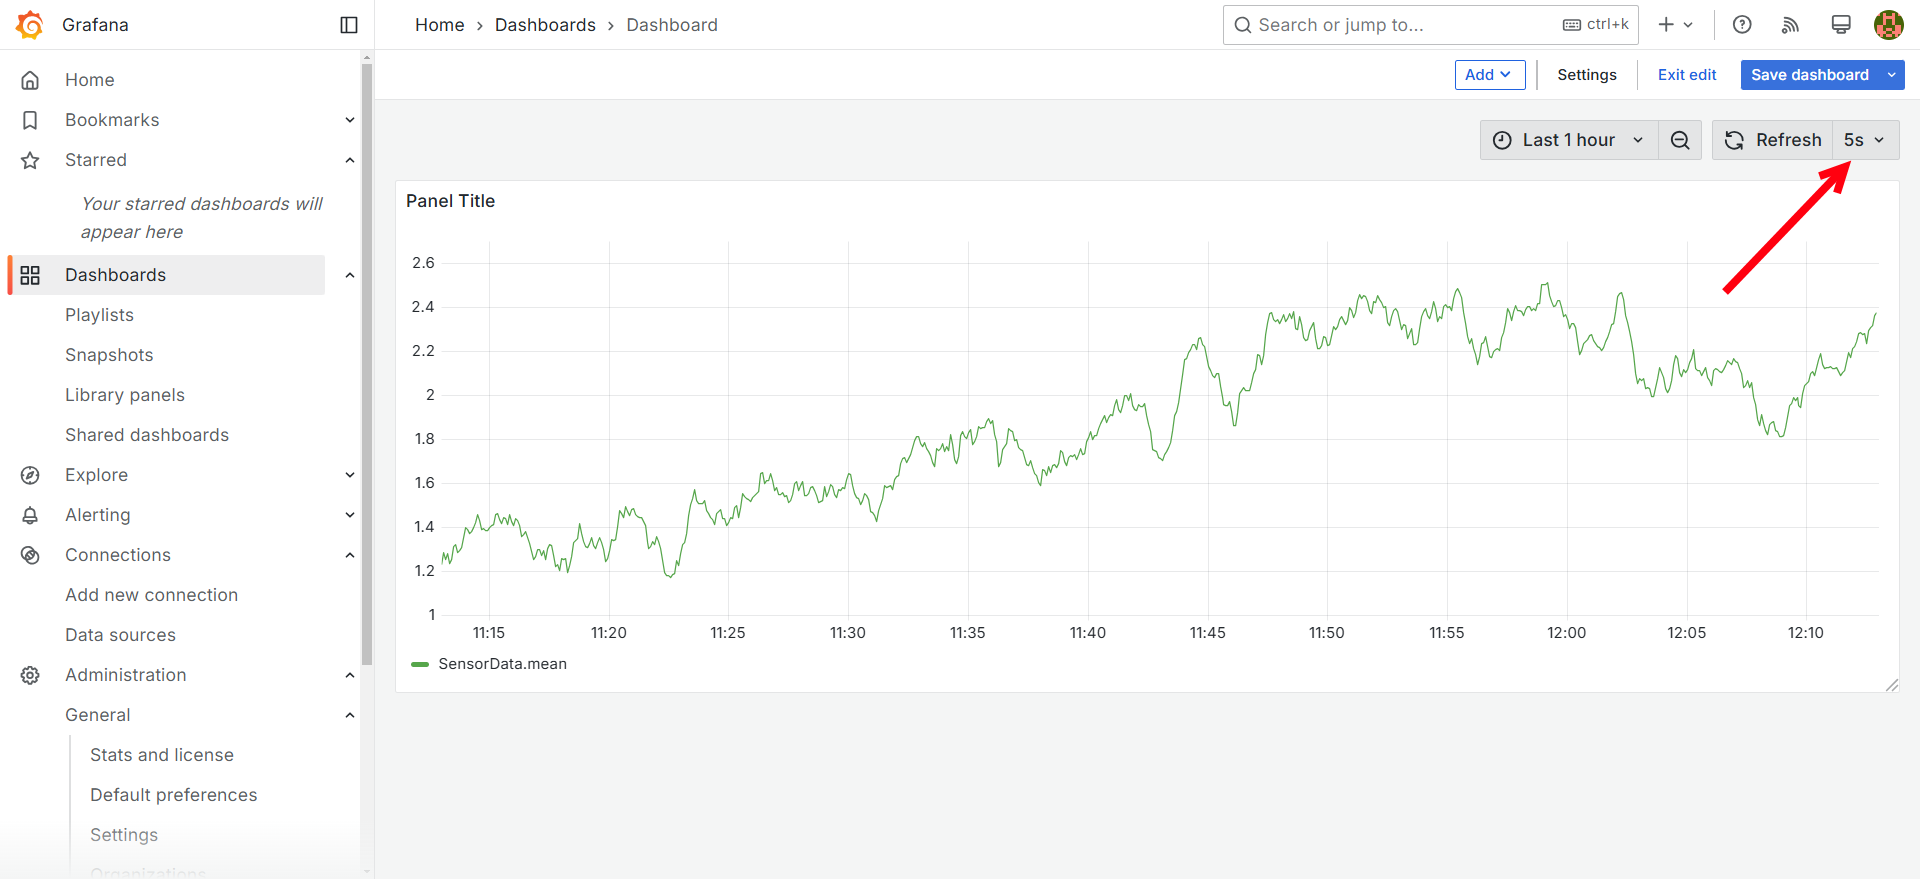 Grafana
Home › Dashboards › Dashboard
Search or jump to... ctrl+k
Add
Settings
Exit edit
Save dashboard
Home
Bookmarks
Starred
Your starred dashboards will
appear here
Dashboards
Playlists
Snapshots
Library panels
Shared dashboards
Explore
Alerting
Connections
Add new connection
Data sources
Administration
General
Stats and license
Default preferences
Settings
Organizations
Last 1 hour
Refresh
5s
Panel Title
2.6
2.4
2.2
2
1.8
1.6
1.4
1.2
1
11:15 11:20 11:25 11:30 11:35 11:40 11:45 11:50 11:55 12:00 12:05 12:10
SensorData.mean